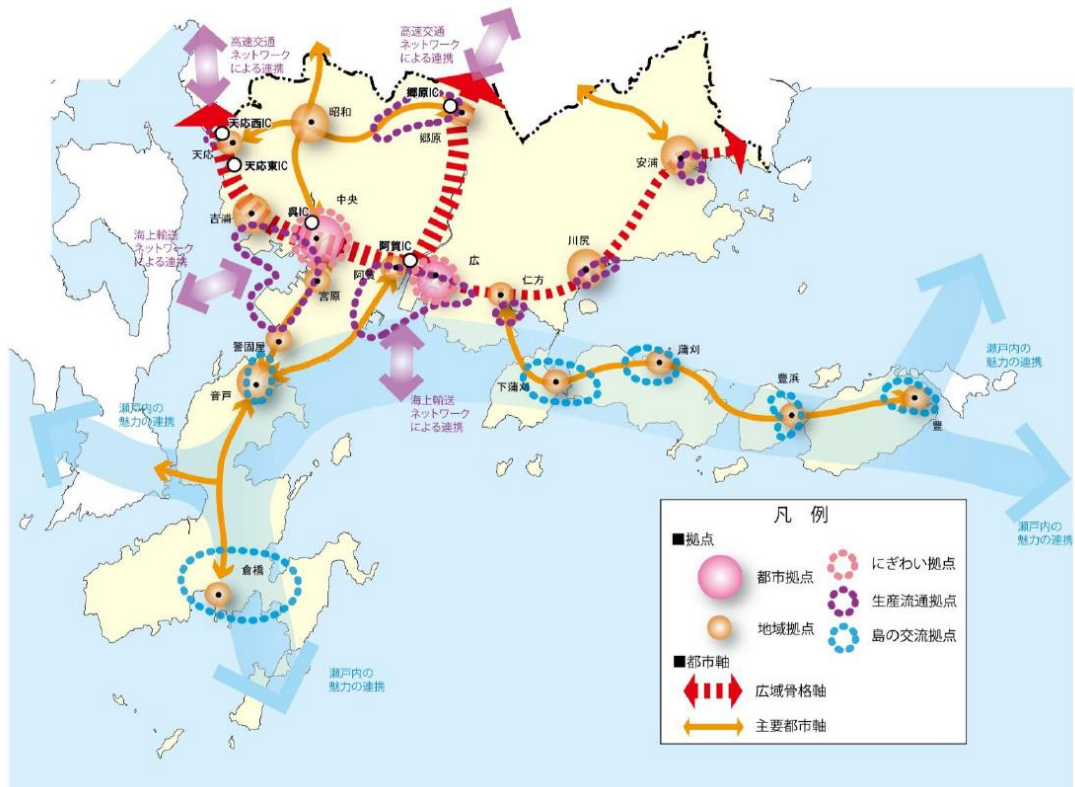 高速交通
ネットワーク
による連携
高速交通
ネットワーク
による連携
郷原IC
天応西IC
昭和
郷原
天応
天応東IC
安浦
中央
呉IC
吉浦
海上輸送
ネットワーク
による連携
阿賀IC
広
川尻
阿賀
仁方
宮原
警固屋
音戸
下蒲刈
蒲刈
豊浜
豊
海上輸送
ネットワーク
による連携
瀬戸内の
魅力の連携
瀬戸内の
魅力の連携
瀬戸内の
魅力の連携
倉橋
瀬戸内の
魅力の連携
凡 例
■拠点
都市拠点
地域拠点
にぎわい拠点
生産流通拠点
島の交流拠点
■都市軸
広域骨格軸
主要都市軸